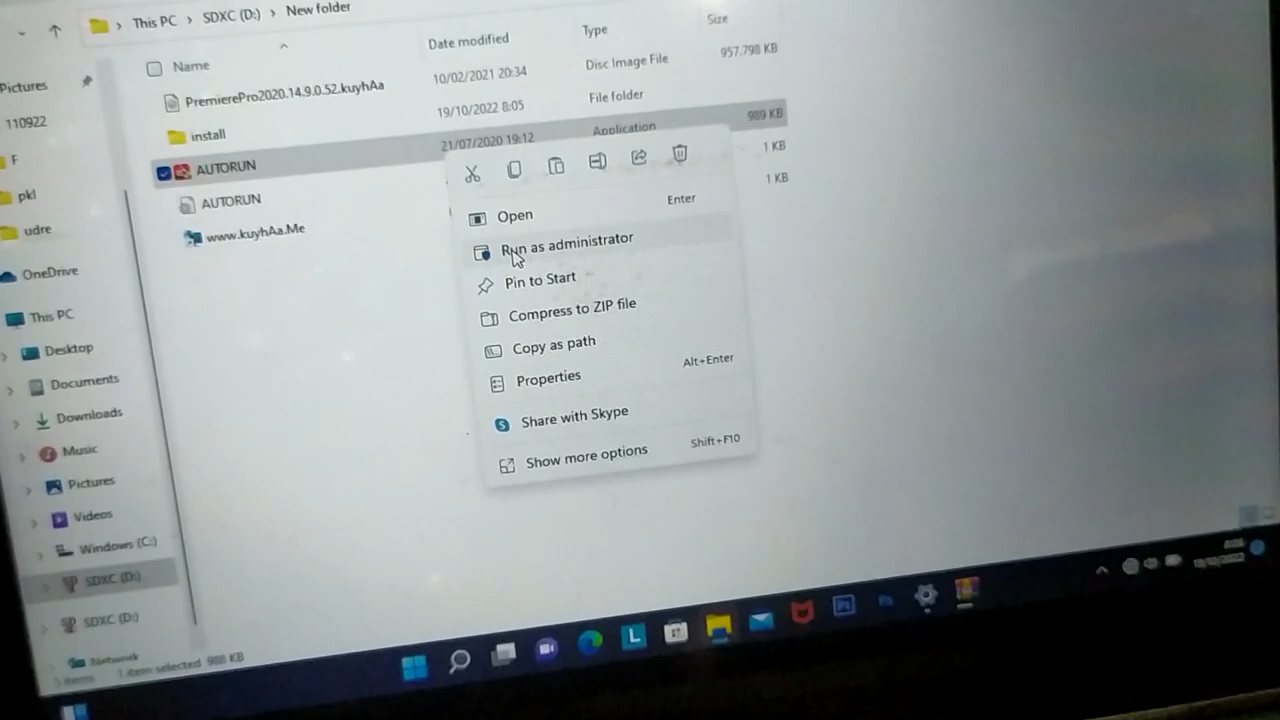 This PC > SDXC (D:) > New folder
Name
Date modified
Type
Size
PremierePro2020.14.9.0.52.kuyhAa
10/02/2021 20:34
Disc Image File
957.798 KB
install
19/10/2022 8:05
File folder
AUTORUN
21/07/2020 19:12
Application
989 KB
AUTORUN
1 KB
www.kuyhAa.Me
1 KB
Open
Enter
Run as administrator
Pin to Start
Compress to ZIP file
Copy as path
Properties
Alt+Enter
Share with Skype
Show more options
Shift+F10
Pictures
110922
F
pkl
udre
OneDrive
This PC
Desktop
Documents
Downloads
Music
Pictures
Videos
Windows (C:)
SDXC (D:)
SDXC (D:)
Network
5 items
1 item selected 988 KB
L
Ps